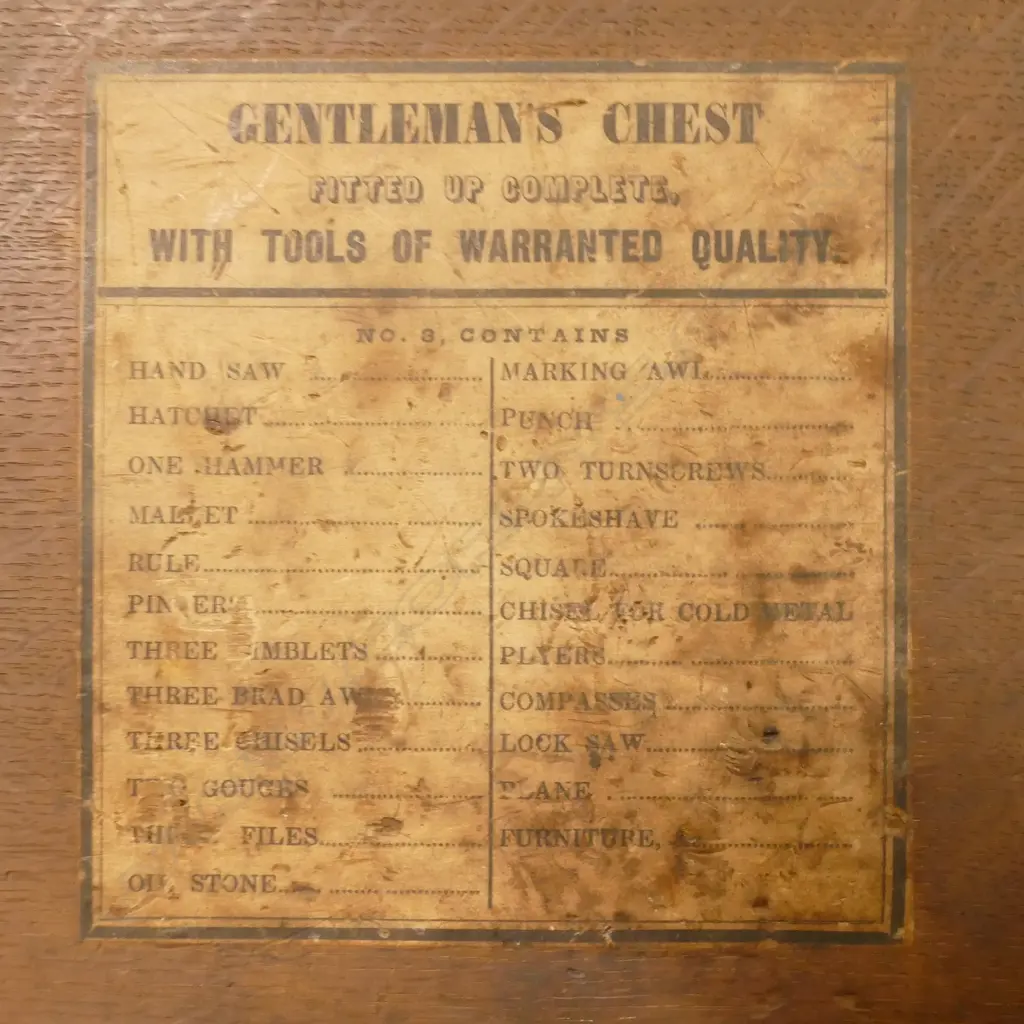 GENTLEMAN'S CHEST
FITTED UP COMPLETE,
WITH TOOLS OF WARRANTED QUALITY.
NO. 3, CONTAINS
HAND SAW
HATCHET
ONE HAMMER
MALLET
RULE
PINCERS
THREE GIMBLETS
THREE BRAD AWLS
THREE CHISELS
TWO GOUGES
THREE FILES
OIL STONE
MARKING AWL
PUNCH
TWO TURNSCREWS
SPOKESHAVE
SQUARE
CHISEL FOR COLD METAL
PLYERS
COMPASSES
LOCK SAW
PLANE
FURNITURE,